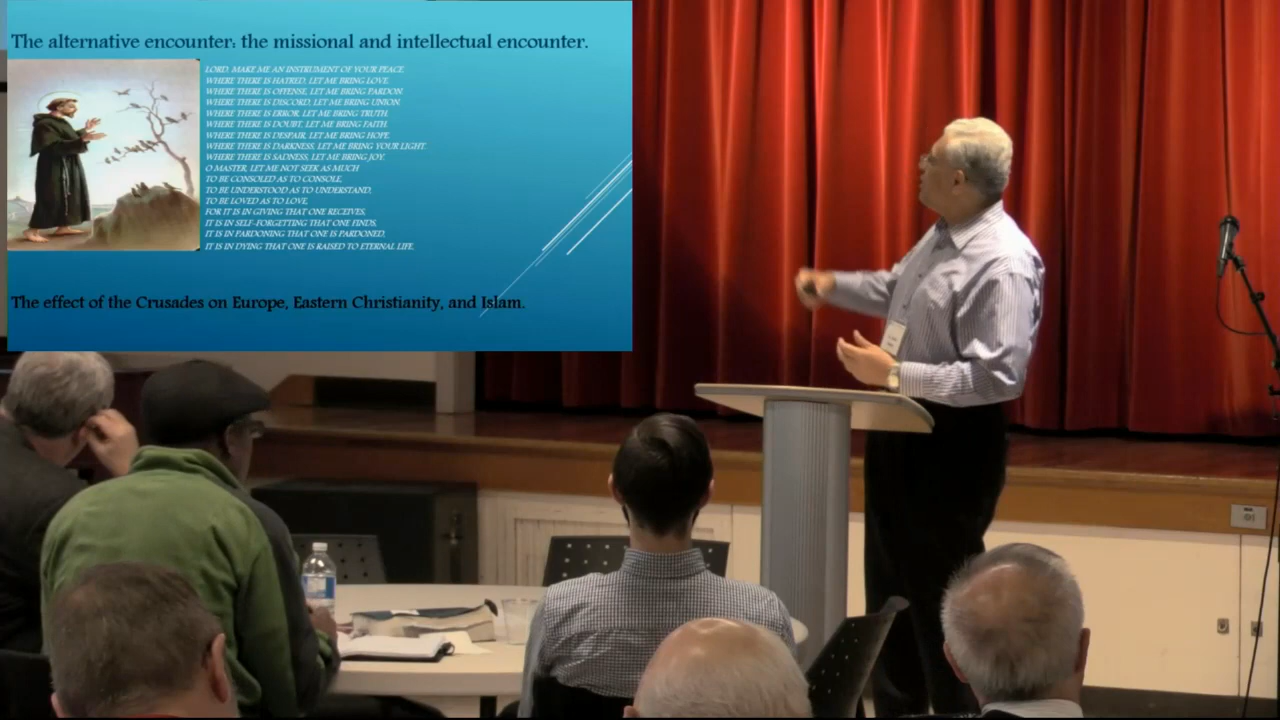 The alternative encounter: the missional and intellectual encounter.
LORD, MAKE ME AN INSTRUMENT OF YOUR PEACE.
WHERE THERE IS HATRED, LET ME BRING LOVE.
WHERE THERE IS OFFENSE, LET ME BRING PARDON.
WHERE THERE IS DISCORD, LET ME BRING UNION.
WHERE THERE IS ERROR, LET ME BRING TRUTH.
WHERE THERE IS DOUBT, LET ME BRING FAITH.
WHERE THERE IS DESPAIR, LET ME BRING HOPE.
WHERE THERE IS DARKNESS, LET ME BRING YOUR LIGHT.
WHERE THERE IS SADNESS, LET ME BRING JOY.
O MASTER, LET ME NOT SEEK AS MUCH
TO BE CONSOLED AS TO CONSOLE,
TO BE UNDERSTOOD AS TO UNDERSTAND,
TO BE LOVED AS TO LOVE,
FOR IT IS IN GIVING THAT ONE RECEIVES,
IT IS IN SELF-FORGETTING THAT ONE FINDS,
IT IS IN PARDONING THAT ONE IS PARDONED,
IT IS IN DYING THAT ONE IS RAISED TO ETERNAL LIFE.
The effect of the Crusades on Europe, Eastern Christianity, and Islam.